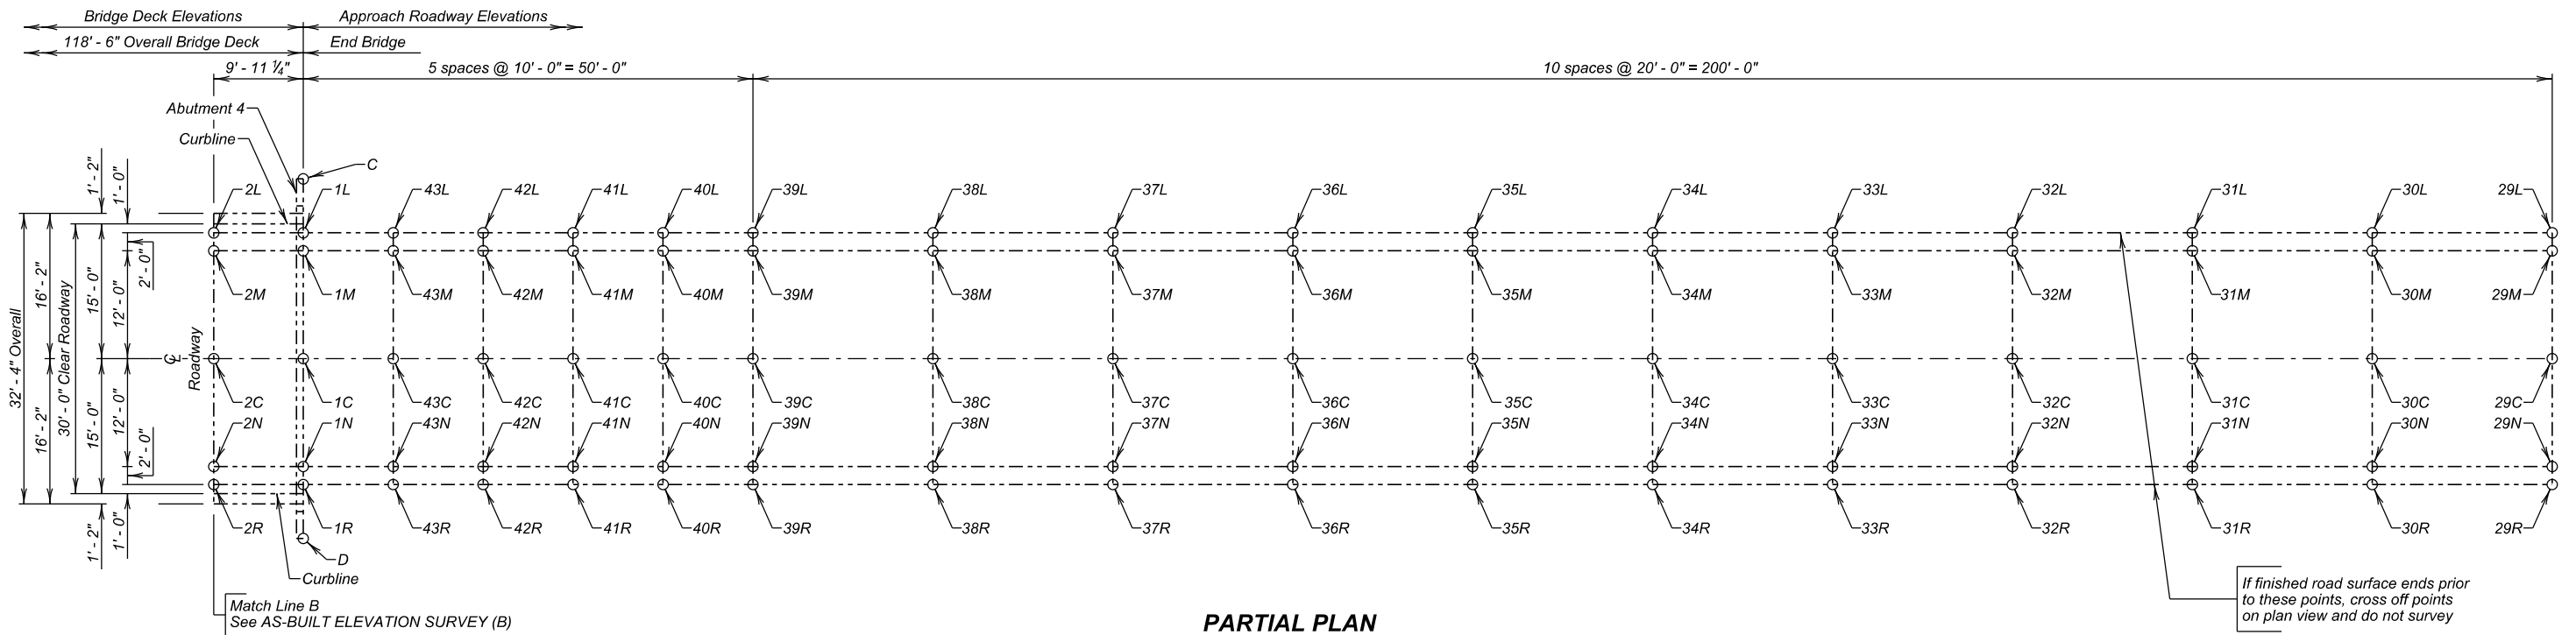 Bridge Deck Elevations
Approach Roadway Elevations
118' - 6" Overall Bridge Deck
End Bridge
9' - 11 ¼"
5 spaces @ 10' - 0" = 50' - 0"
10 spaces @ 20' - 0" = 200' - 0"
Abutment 4
Curbline
C
1' - 2"
1' - 0"
2L
1L
43L
42L
41L
40L
39L
38L
37L
36L
35L
34L
33L
32L
31L
30L
29L
32' - 4" Overall
16' - 2"
30' - 0" Clear Roadway
15' - 0"
12' - 0"
2' - 0"
2M
1M
43M
42M
41M
40M
39M
38M
37M
36M
35M
34M
33M
32M
31M
30M
29M
CL
Roadway
2C
1C
43C
42C
41C
40C
39C
38C
37C
36C
35C
34C
33C
32C
31C
30C
29C
16' - 2"
15' - 0"
12' - 0"
2' - 0"
2N
1N
43N
42N
41N
40N
39N
38N
37N
36N
35N
34N
33N
32N
31N
30N
29N
1' - 2"
1' - 0"
2R
1R
43R
42R
41R
40R
39R
38R
37R
36R
35R
34R
33R
32R
31R
30R
29R
D
Curbline
Match Line B
See AS-BUILT ELEVATION SURVEY (B)
If finished road surface ends prior
to these points, cross off points
on plan view and do not survey
PARTIAL PLAN